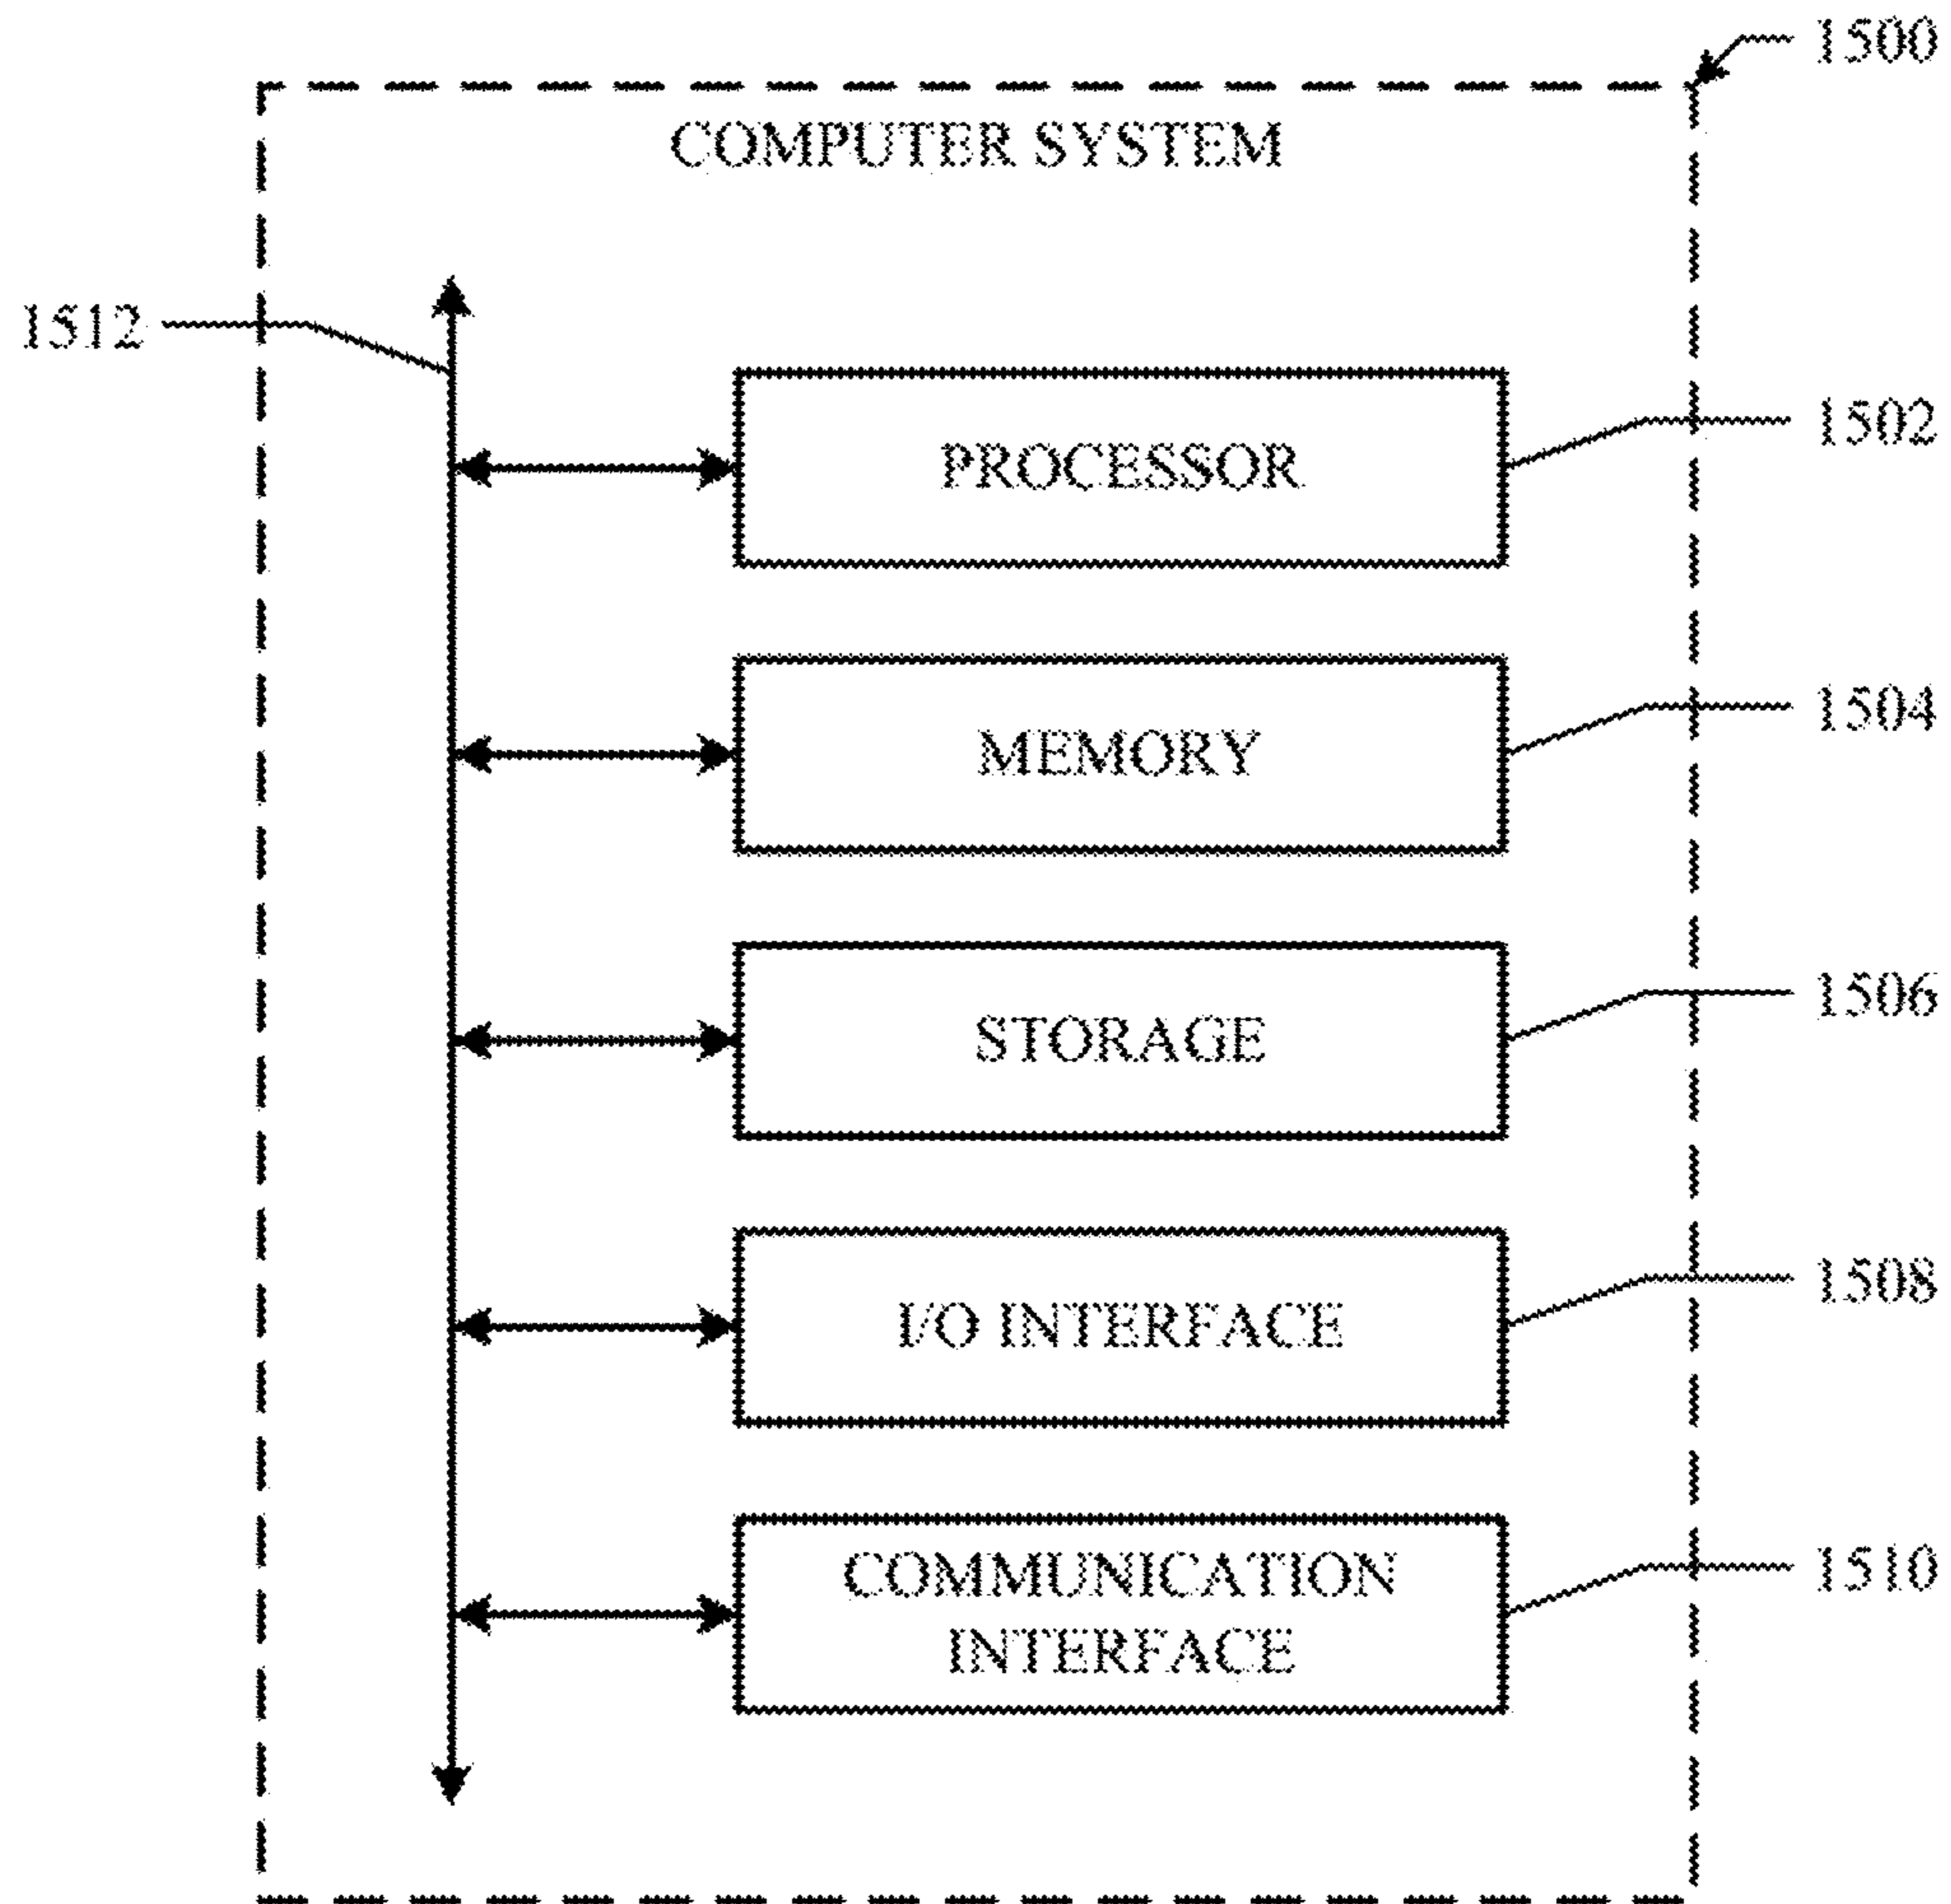 1500
COMPUTER SYSTEM
1512
1502
PROCESSOR
1504
MEMORY
1506
STORAGE
1508
I/O INTERFACE
1510
COMMUNICATION
INTERFACE